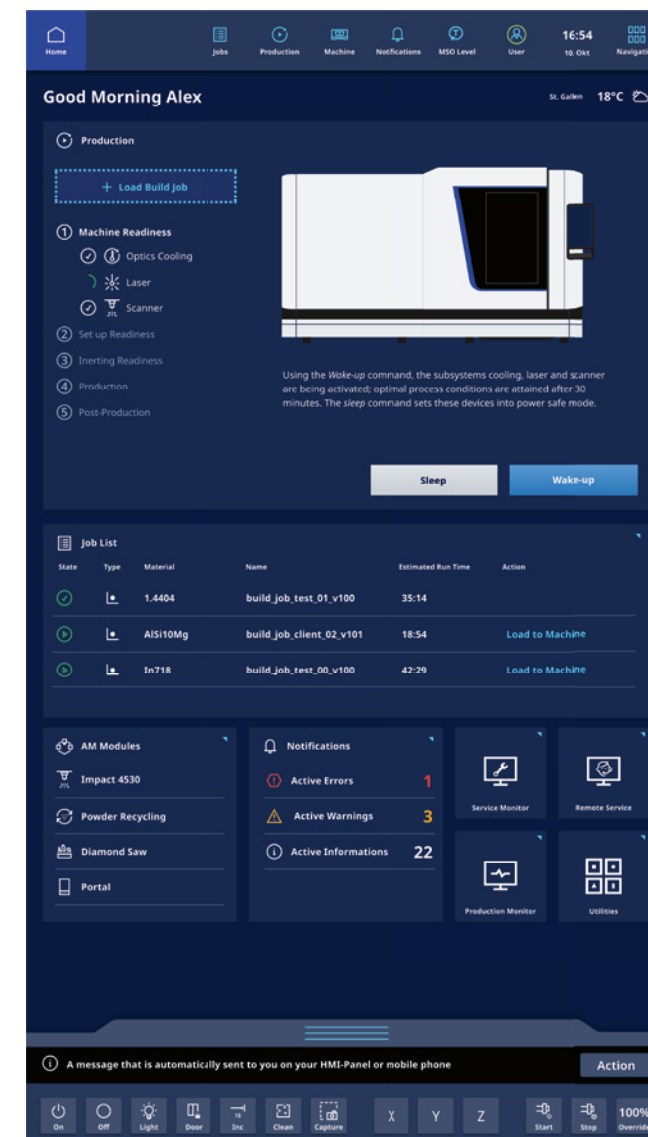 Home
Jobs
Production
Machine
Notifications
MSO Level
User
16:54
10. Okt
Navigati
Good Morning Alex
St. Gallen 18°C
Production
+ Load Build Job
1 Machine Readiness
Optics Cooling
Laser
Scanner
2 Set up Readiness
3 Inerting Readiness
4 Production
5 Post-Production
Using the Wake-up command, the subsystems cooling, laser and scanner
are being activated; optimal process conditions are attained after 30
minutes. The sleep command sets these devices into power safe mode.
Sleep
Wake-up
Job List
State Type Material Name Estimated Run Time Action
1.4404 build_job_test_01_v100 35:14
AlSi10Mg build_job_client_02_v101 18:54 Load to Machine
In718 build_job_test_00_v100 42:29 Load to Machine
AM Modules
Impact 4530
Powder Recycling
Diamond Saw
Portal
Notifications
Active Errors 1
Active Warnings 3
Active Informations 22
Service Monitor
Remote Service
Production Monitor
Utilities
A message that is automatically sent to you on your HMI-Panel or mobile phone
Action
On
Off
Light
Door
Inc
Clean
Capture
X
Y
Z
Start
Stop
100%
Override